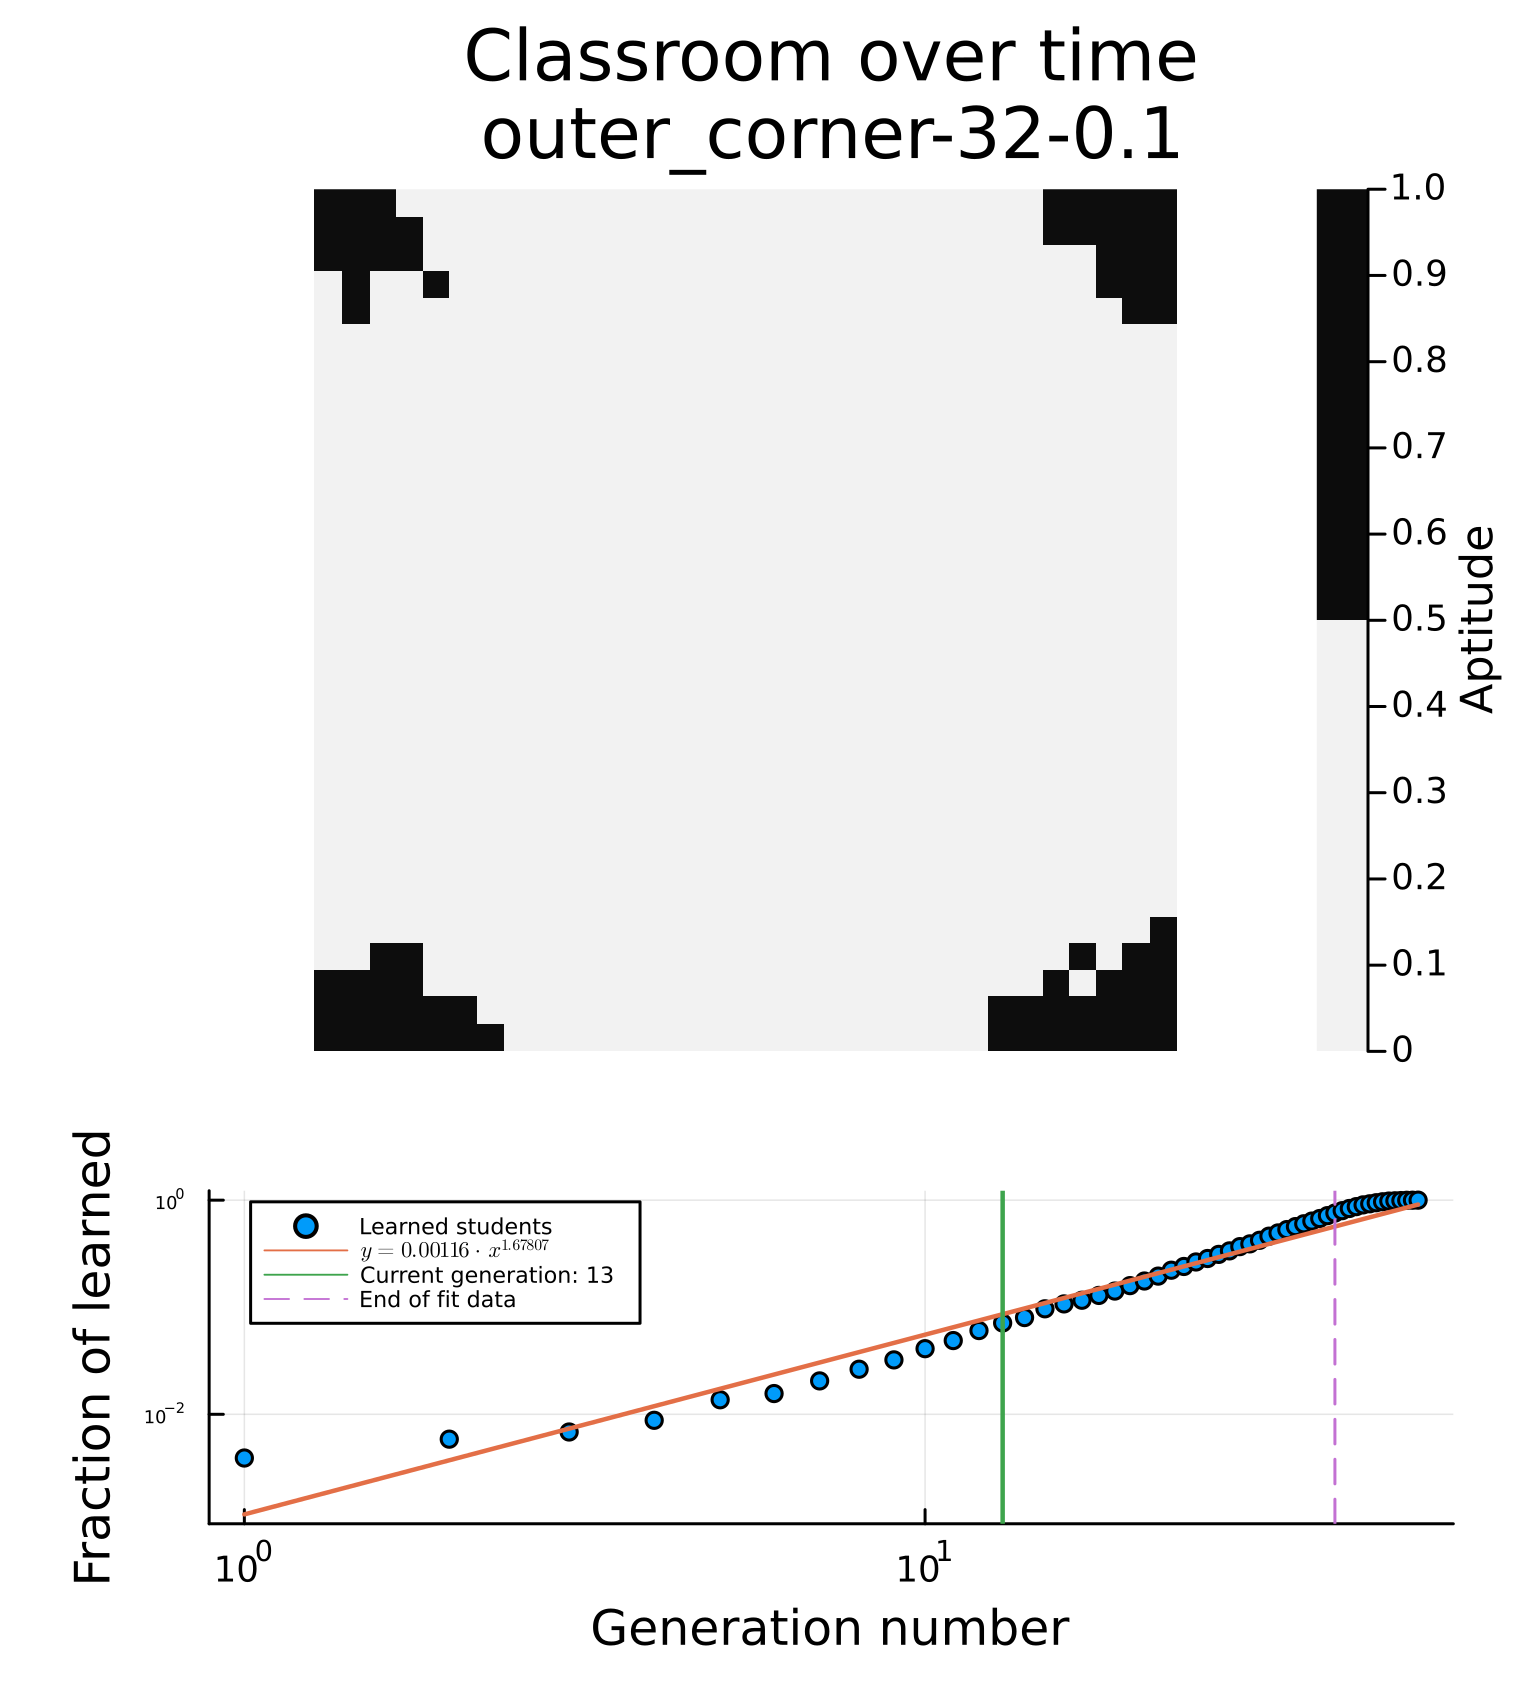 Classroom over time
outer_corner-32-0.1
1.0
0.9
0.8
0.7
0.6
0.5
0.4
0.3
0.2
0.1
0
Aptitude
Fraction of learned
10⁰
10⁻²
Learned students
y = 0.00116 · x^1.67807
Current generation: 13
End of fit data
10⁰
10¹
Generation number